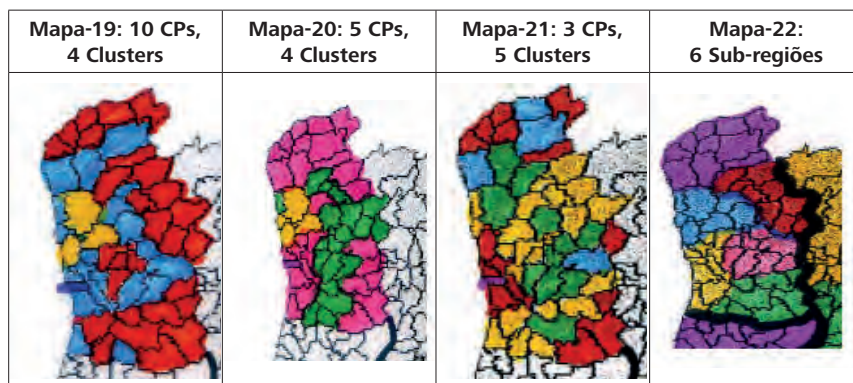 Mapa-19: 10 CPs,
4 Clusters
Mapa-20: 5 CPs,
4 Clusters
Mapa-21: 3 CPs,
5 Clusters
Mapa-22:
6 Sub-regiões